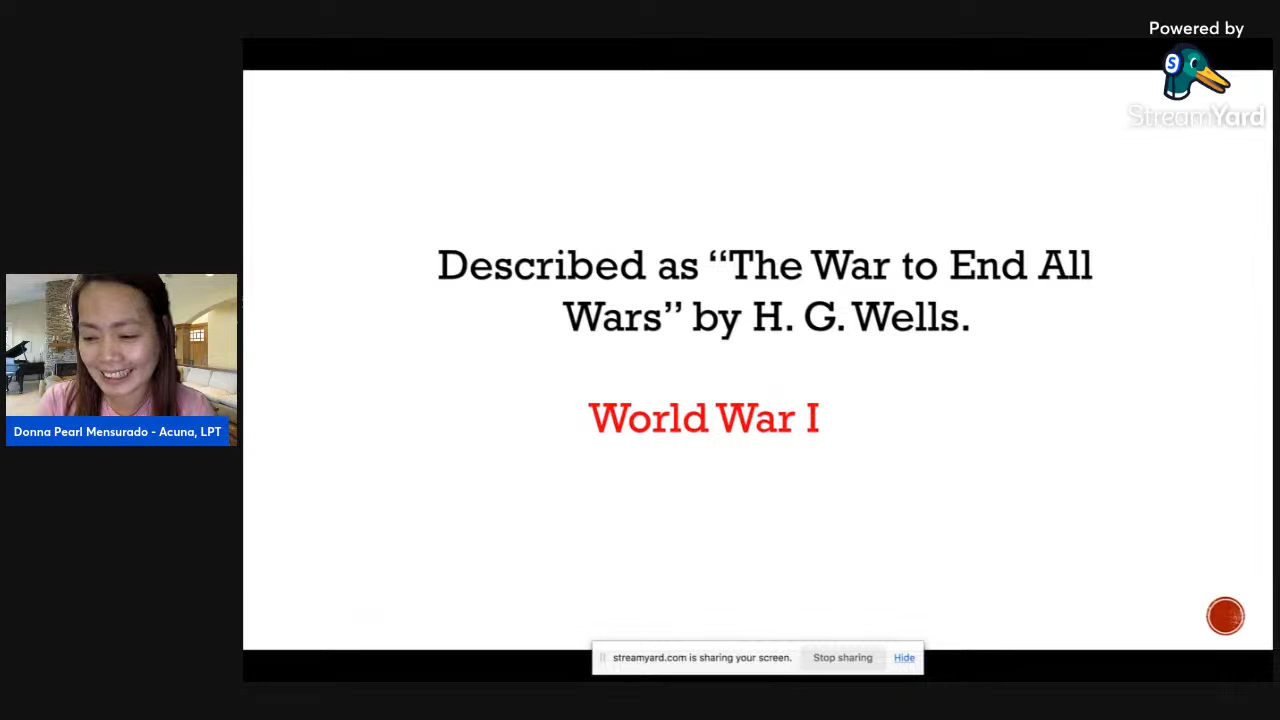 Powered by
S
StreamYard
Described as “The War to End All
Wars” by H. G. Wells.
World War I
Donna Pearl Mensurado - Acuna, LPT
streamyard.com is sharing your screen. Stop sharing Hide